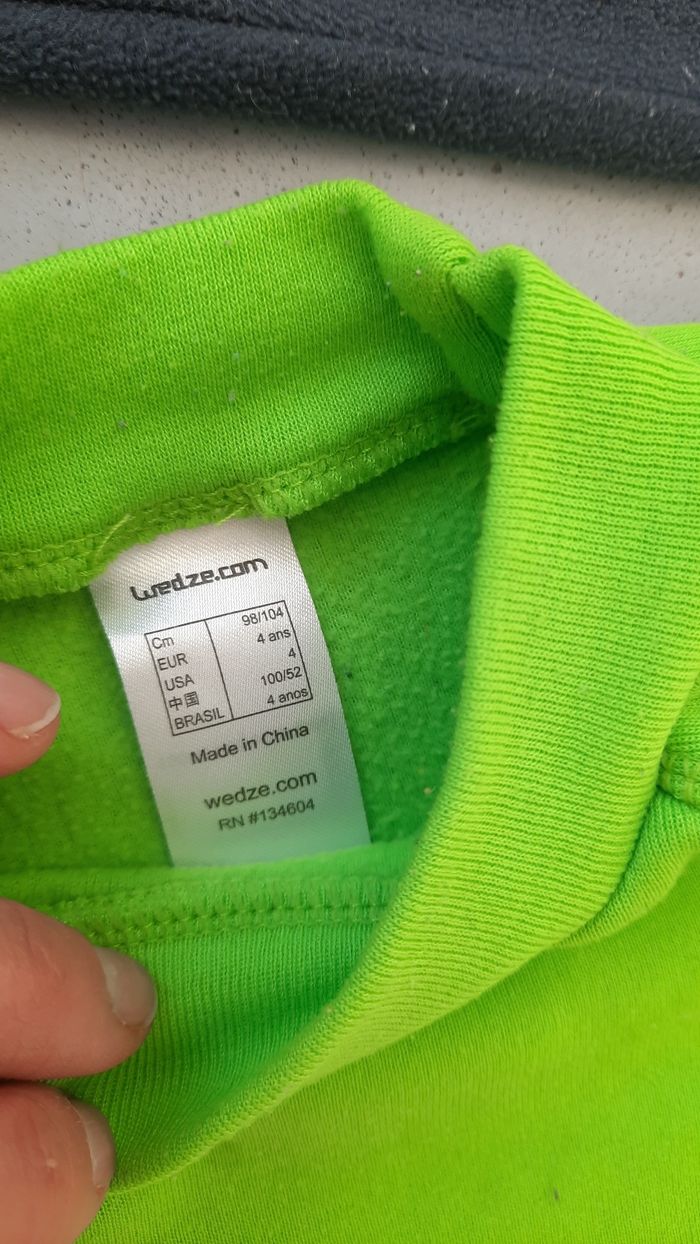 wedze.com
Cm 98/104
EUR 4 ans
USA 4
中国 100/52
BRASIL 4 anos
Made in China
wedze.com
RN #134604